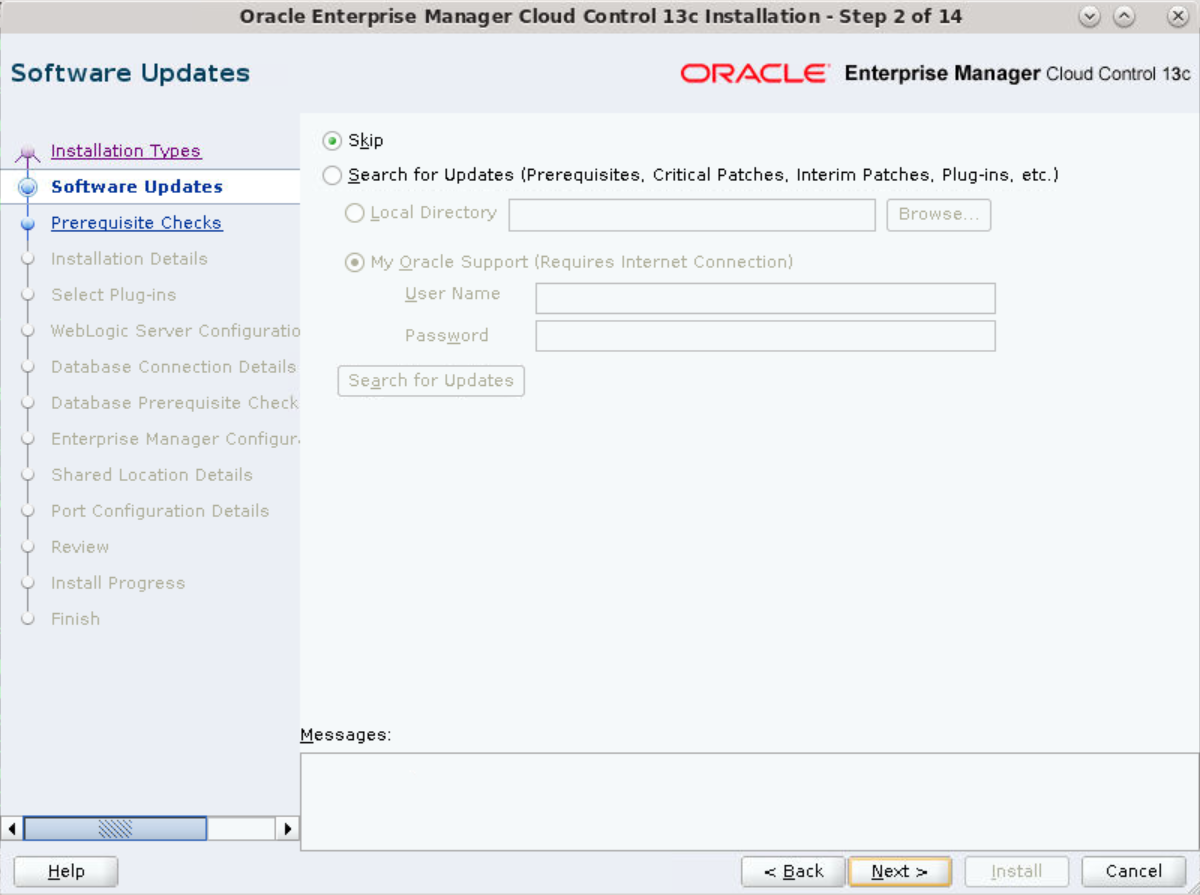 Oracle Enterprise Manager Cloud Control 13c Installation - Step 2 of 14
Software Updates
ORACLE Enterprise Manager Cloud Control 13c
Installation Types
Software Updates
Prerequisite Checks
Installation Details
Select Plug-ins
WebLogic Server Configuratio
Database Connection Details
Database Prerequisite Check
Enterprise Manager Configura
Shared Location Details
Port Configuration Details
Review
Install Progress
Finish
Skip
Search for Updates (Prerequisites, Critical Patches, Interim Patches, Plug-ins, etc.)
Local Directory Browse...
My Oracle Support (Requires Internet Connection)
User Name
Password
Search for Updates
Messages:
Help < Back Next > Install Cancel